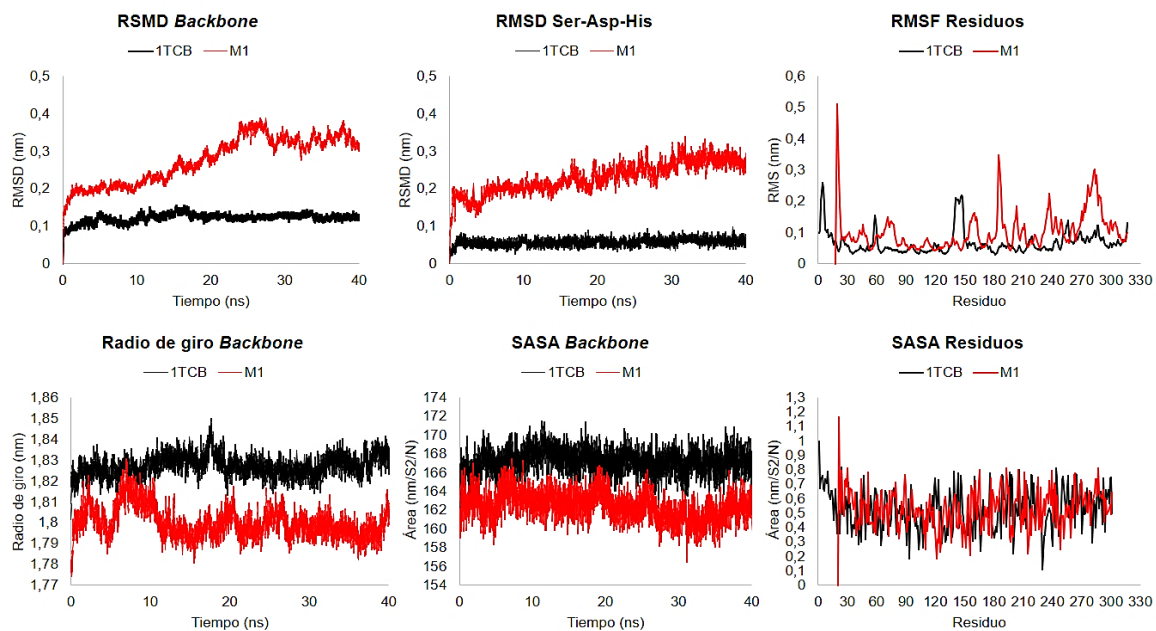 RSMD Backbone
1TCB M1
0,5
0,4
0,3
0,2
0,1
0
RMSD (nm)
0 10 20 30 40
Tiempo (ns)
RMSD Ser-Asp-His
1TCB M1
0,5
0,4
0,3
0,2
0,1
0
RSMD (nm)
0 10 20 30 40
Tiempo (ns)
RMSF Residuos
1TCB M1
0,6
0,5
0,4
0,3
0,2
0,1
0
RMS (nm)
0 30 60 90 120 150 180 210 240 270 300 330
Residuo
Radio de giro Backbone
1TCB M1
1,86
1,85
1,84
1,83
1,82
1,81
1,8
1,79
1,78
1,77
Radio de giro (nm)
0 10 20 30 40
Tiempo (ns)
SASA Backbone
1TCB M1
174
172
170
168
166
164
162
160
158
156
154
Área (nm/S2/N)
0 10 20 30 40
Tiempo (ns)
SASA Residuos
1TCB M1
1,3
1,2
1,1
1
0,9
0,8
0,7
0,6
0,5
0,4
0,3
0,2
0,1
0
Área (nm/S2/N)
0 30 60 90 120 150 180 210 240 270 300 330
Residuo